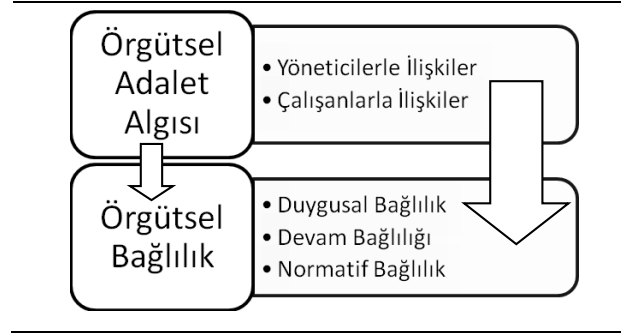 Örgütsel
Adalet
Algısı
• Yöneticilerle İlişkiler
• Çalışanlarla İlişkiler
Örgütsel
Bağlılık
• Duygusal Bağlılık
• Devam Bağlılığı
• Normatif Bağlılık